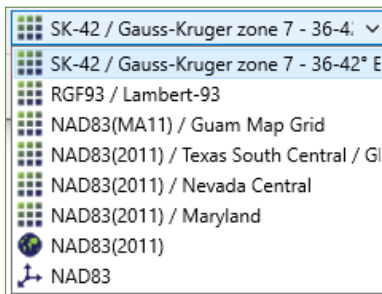 SK-42 / Gauss-Kruger zone 7 - 36-42
SK-42 / Gauss-Kruger zone 7 - 36-42° E
RGF93 / Lambert-93
NAD83(MA11) / Guam Map Grid
NAD83(2011) / Texas South Central / Gl
NAD83(2011) / Nevada Central
NAD83(2011) / Maryland
NAD83(2011)
NAD83